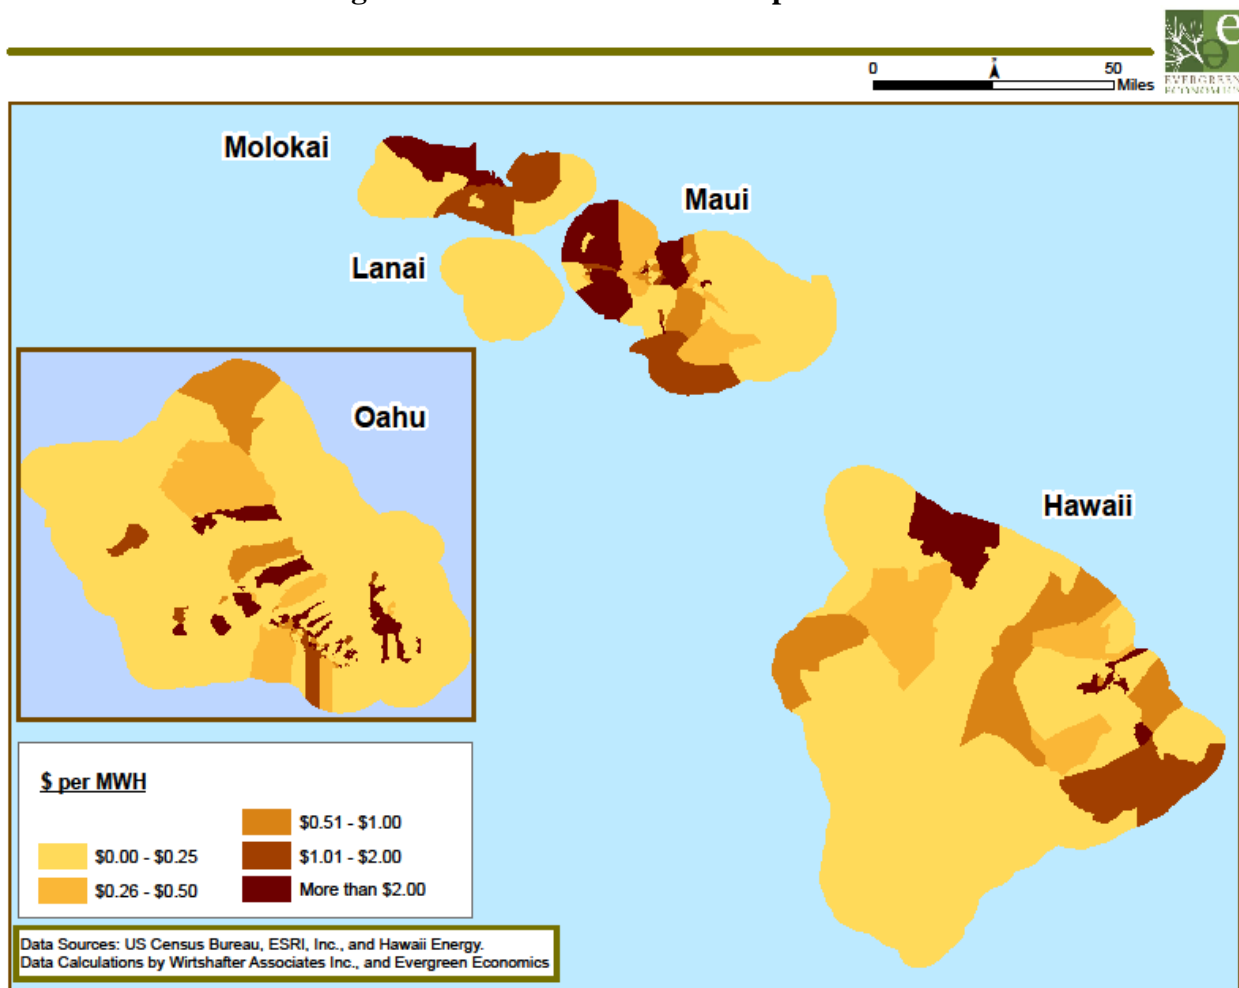 0 50
Miles
EVERGREEN
ECONOMICS
Molokai
Maui
Lanai
Oahu
Hawaii
$ per MWH
$0.00 - $0.25
$0.26 - $0.50
$0.51 - $1.00
$1.01 - $2.00
More than $2.00
Data Sources: US Census Bureau, ESRI, Inc., and Hawaii Energy.
Data Calculations by Wirtshafter Associates Inc., and Evergreen Economics